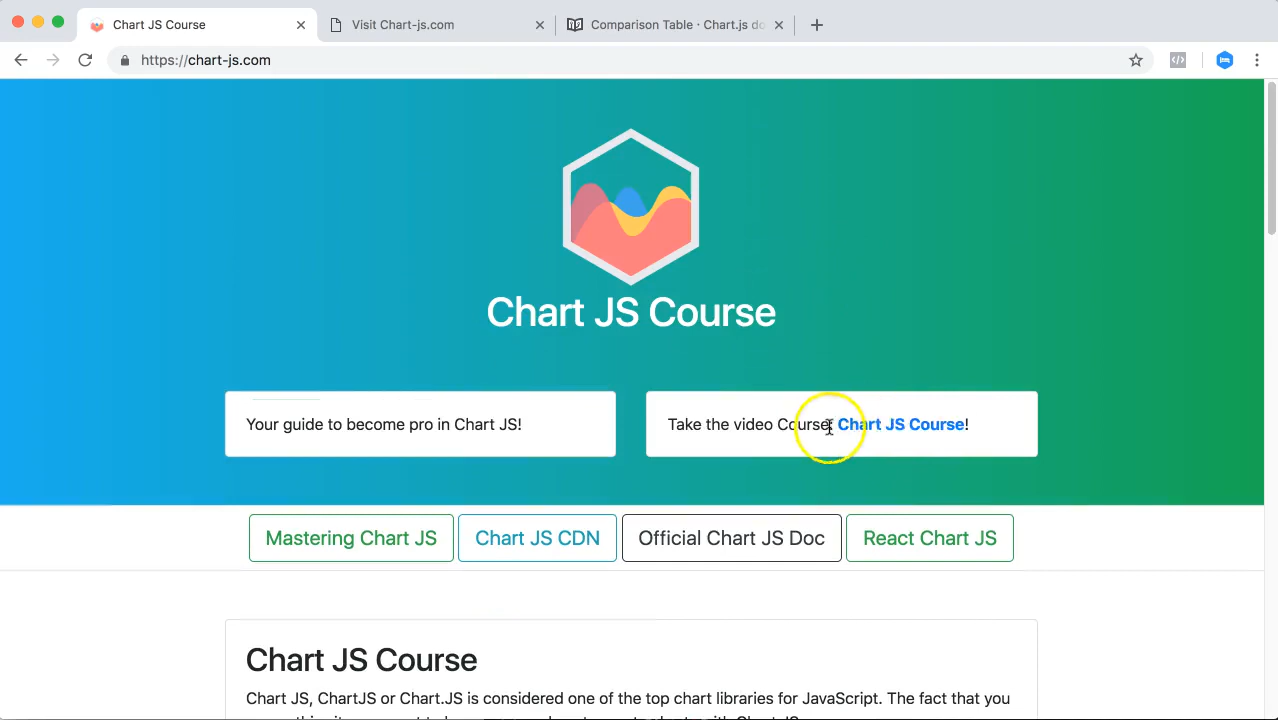 Chart JS Course
Visit Chart-js.com
Comparison Table · Chart.js do
https://chart-js.com
Chart JS Course
Your guide to become pro in Chart JS!
Take the video Course: Chart JS Course!
Mastering Chart JS
Chart JS CDN
Official Chart JS Doc
React Chart JS
Chart JS Course
Chart JS, ChartJS or Chart.JS is considered one of the top chart libraries for JavaScript. The fact that you